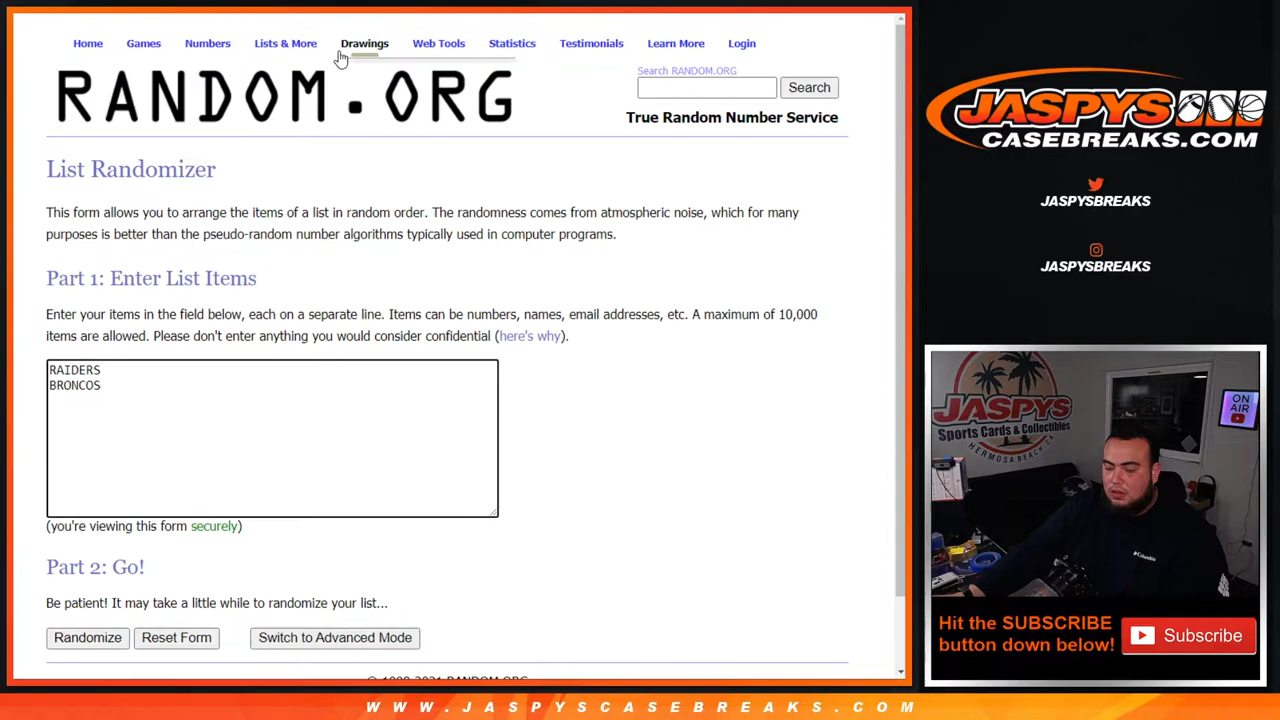 Home Games Numbers Lists & More Drawings Web Tools Statistics Testimonials Learn More Login
RANDOM.ORG
Search RANDOM.ORG
Search
True Random Number Service
List Randomizer
This form allows you to arrange the items of a list in random order. The randomness comes from atmospheric noise, which for many
purposes is better than the pseudo-random number algorithms typically used in computer programs.
Part 1: Enter List Items
Enter your items in the field below, each on a separate line. Items can be numbers, names, email addresses, etc. A maximum of 10,000
items are allowed. Please don't enter anything you would consider confidential (here's why).
RAIDERS
BRONCOS
(you're viewing this form securely)
Part 2: Go!
Be patient! It may take a little while to randomize your list...
Randomize Reset Form Switch to Advanced Mode
JASPYS
CASEBREAKS.COM
JASPYSBREAKS
JASPYSBREAKS
JASPYS
Sports Cards & Collectibles
HERMOSA BEACH, CA
ON
AIR
Columbia
Hit the SUBSCRIBE
button down below!
Subscribe
WWW.JASPYSCASEBREAKS.COM